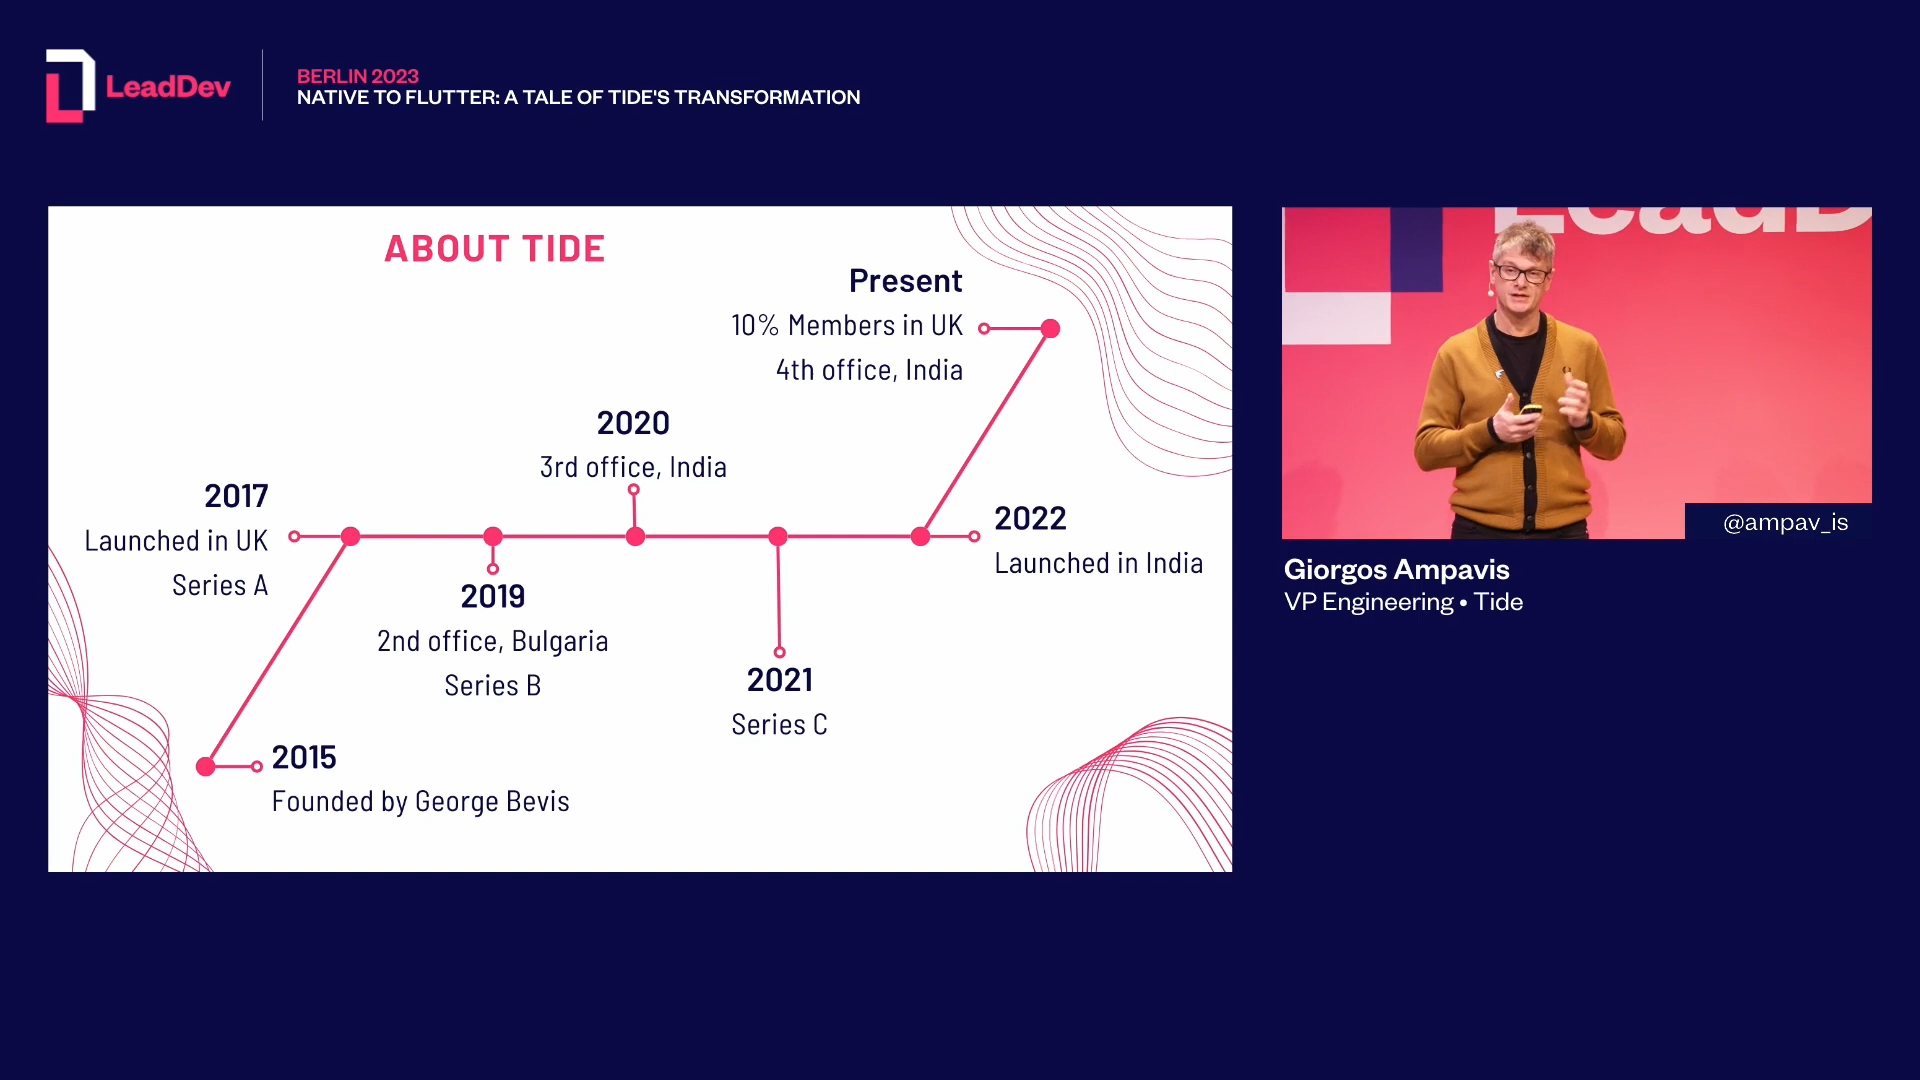 LeadDev
BERLIN 2023
NATIVE TO FLUTTER: A TALE OF TIDE'S TRANSFORMATION
ABOUT TIDE
Present
10% Members in UK
4th office, India
2020
3rd office, India
2017
Launched in UK
Series A
2022
Launched in India
2019
2nd office, Bulgaria
Series B
2021
Series C
2015
Founded by George Bevis
LeadD
@ampav_is
Giorgos Ampavis
VP Engineering • Tide